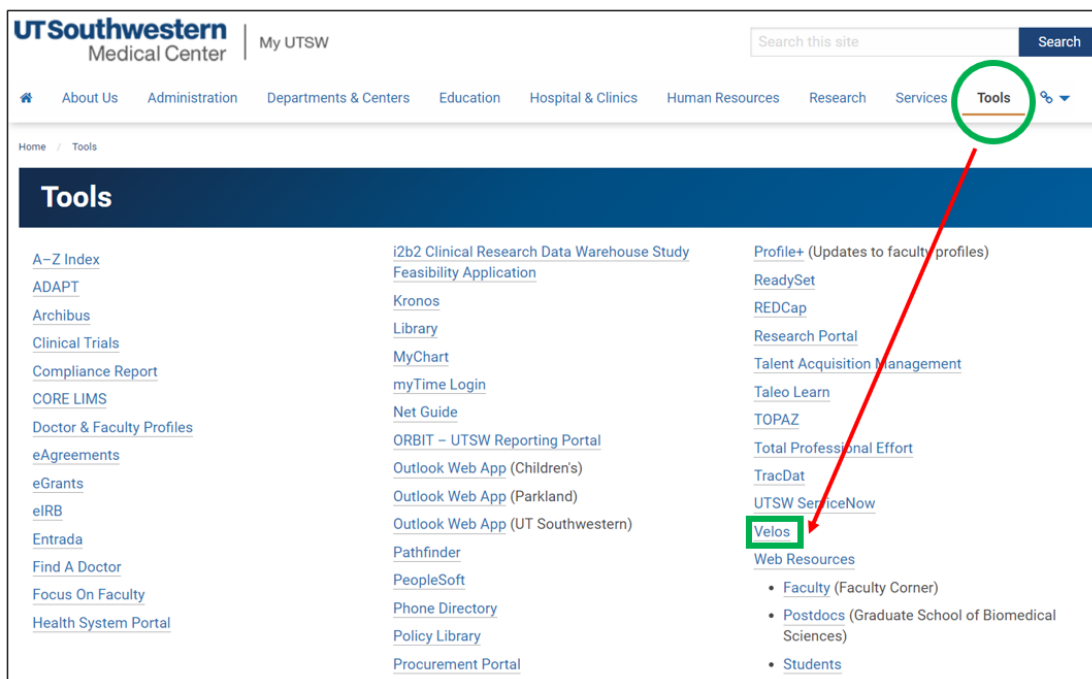 UTSouthwestern
Medical Center
My UTSW
Search this site
Search
About Us
Administration
Departments & Centers
Education
Hospital & Clinics
Human Resources
Research
Services
Tools
Home / Tools
Tools
A–Z Index
ADAPT
Archibus
Clinical Trials
Compliance Report
CORE LIMS
Doctor & Faculty Profiles
eAgreements
eGrants
eIRB
Entrada
Find A Doctor
Focus On Faculty
Health System Portal
i2b2 Clinical Research Data Warehouse Study
Feasibility Application
Kronos
Library
MyChart
myTime Login
Net Guide
ORBIT – UTSW Reporting Portal
Outlook Web App (Children's)
Outlook Web App (Parkland)
Outlook Web App (UT Southwestern)
Pathfinder
PeopleSoft
Phone Directory
Policy Library
Procurement Portal
Profile+ (Updates to faculty profiles)
ReadySet
REDCap
Research Portal
Talent Acquisition Management
Taleo Learn
TOPAZ
Total Professional Effort
TracDat
UTSW ServiceNow
Velos
Web Resources
• Faculty (Faculty Corner)
• Postdocs (Graduate School of Biomedical
Sciences)
• Students